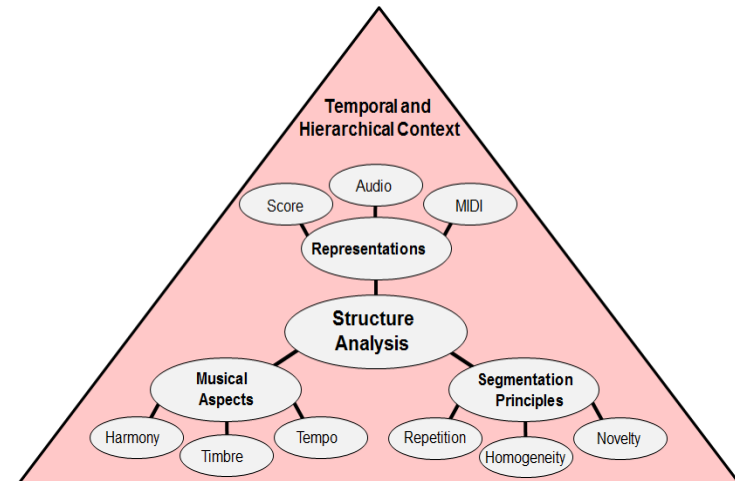 Temporal and
Hierarchical Context
Audio
Score
MIDI
Representations
Structure
Analysis
Musical
Aspects
Segmentation
Principles
Harmony
Timbre
Tempo
Repetition
Homogeneity
Novelty